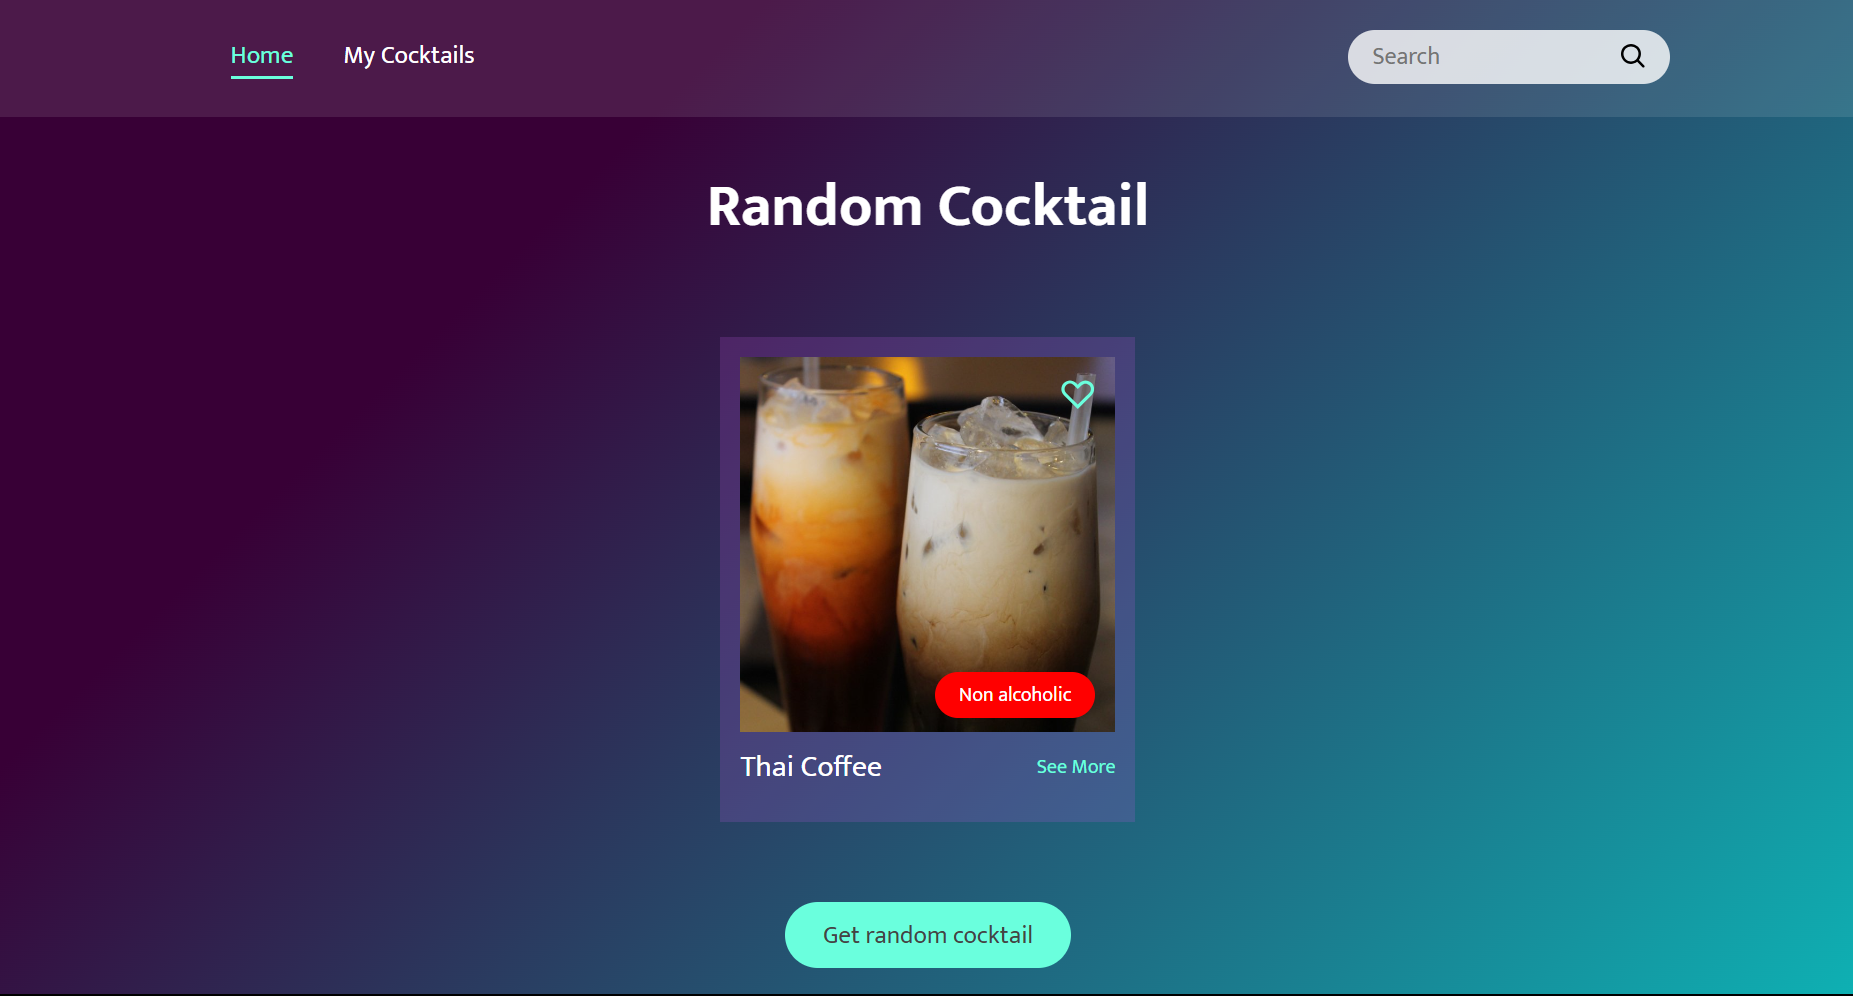 Home My Cocktails Search
Random Cocktail
Non alcoholic
Thai Coffee See More
Get random cocktail